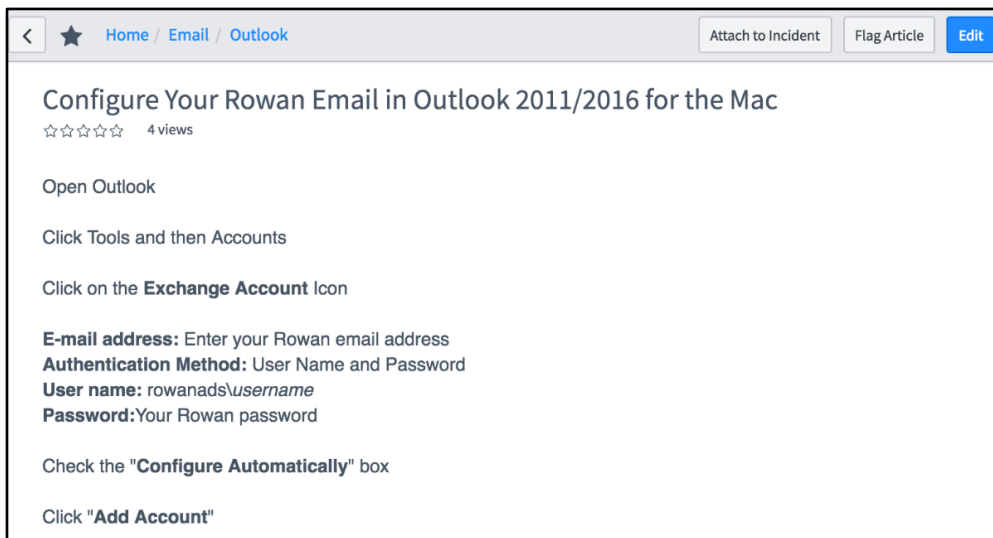 Home / Email / Outlook Attach to Incident Flag Article Edit
Configure Your Rowan Email in Outlook 2011/2016 for the Mac
4 views
Open Outlook
Click Tools and then Accounts
Click on the Exchange Account Icon
E-mail address: Enter your Rowan email address
Authentication Method: User Name and Password
User name: rowanads\username
Password:Your Rowan password
Check the "Configure Automatically" box
Click "Add Account"